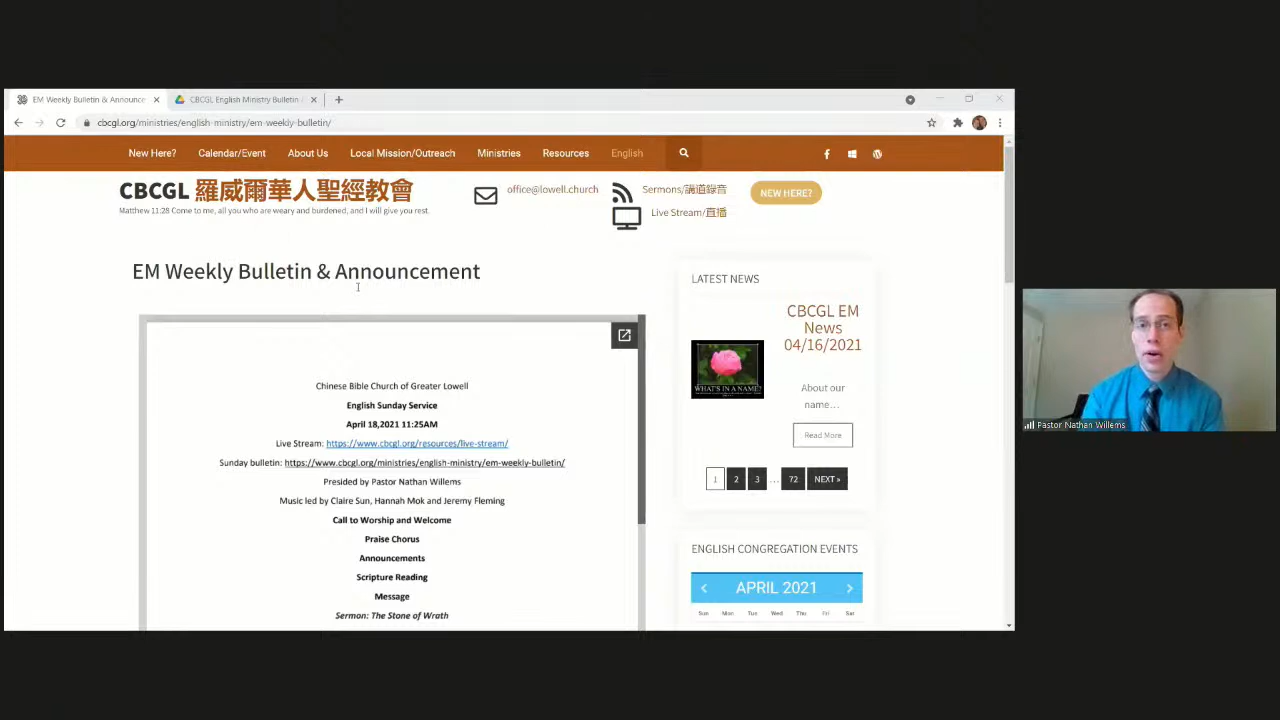 EM Weekly Bulletin & Announce
CBCGL English Ministry Bulletin
cbcgl.org/ministries/english-ministry/em-weekly-bulletin/
New Here? Calendar/Event About Us Local Mission/Outreach Ministries Resources English
CBCGL 羅威爾華人聖經教會
Matthew 11:28 Come to me, all you who are weary and burdened, and I will give you rest.
office@lowell.church
Sermons/講道錄音
Live Stream/直播
NEW HERE?
EM Weekly Bulletin & Announcement
Chinese Bible Church of Greater Lowell
English Sunday Service
April 18,2021 11:25AM
Live Stream: https://www.cbcgl.org/resources/live-stream/
Sunday bulletin: https://www.cbcgl.org/ministries/english-ministry/em-weekly-bulletin/
Presided by Pastor Nathan Willems
Music led by Claire Sun, Hannah Mok and Jeremy Fleming
Call to Worship and Welcome
Praise Chorus
Announcements
Scripture Reading
Message
Sermon: The Stone of Wrath
LATEST NEWS
CBCGL EM
News
04/16/2021
WHAT'S IN A NAME?
About our
name…
Read More
1 2 3 … 72 NEXT »
ENGLISH CONGREGATION EVENTS
APRIL 2021
Sun Mon Tue Wed Thu Fri Sat
Pastor Nathan Willems